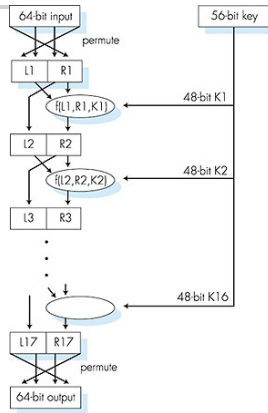 64-bit input
56-bit key
permute
L1 R1
f(L1,R1,K1)
48-bit K1
L2 R2
f(L2,R2,K2)
48-bit K2
L3 R3
48-bit K16
L17 R17
permute
64-bit output